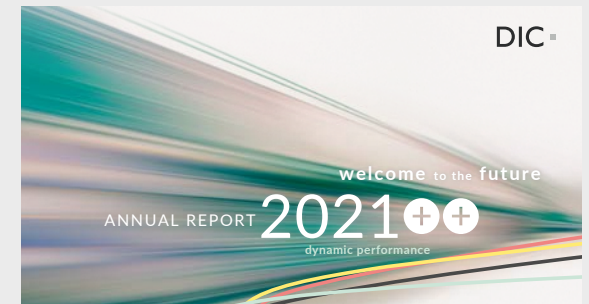 DIC
welcome to the future
ANNUAL REPORT 2021++
dynamic performance